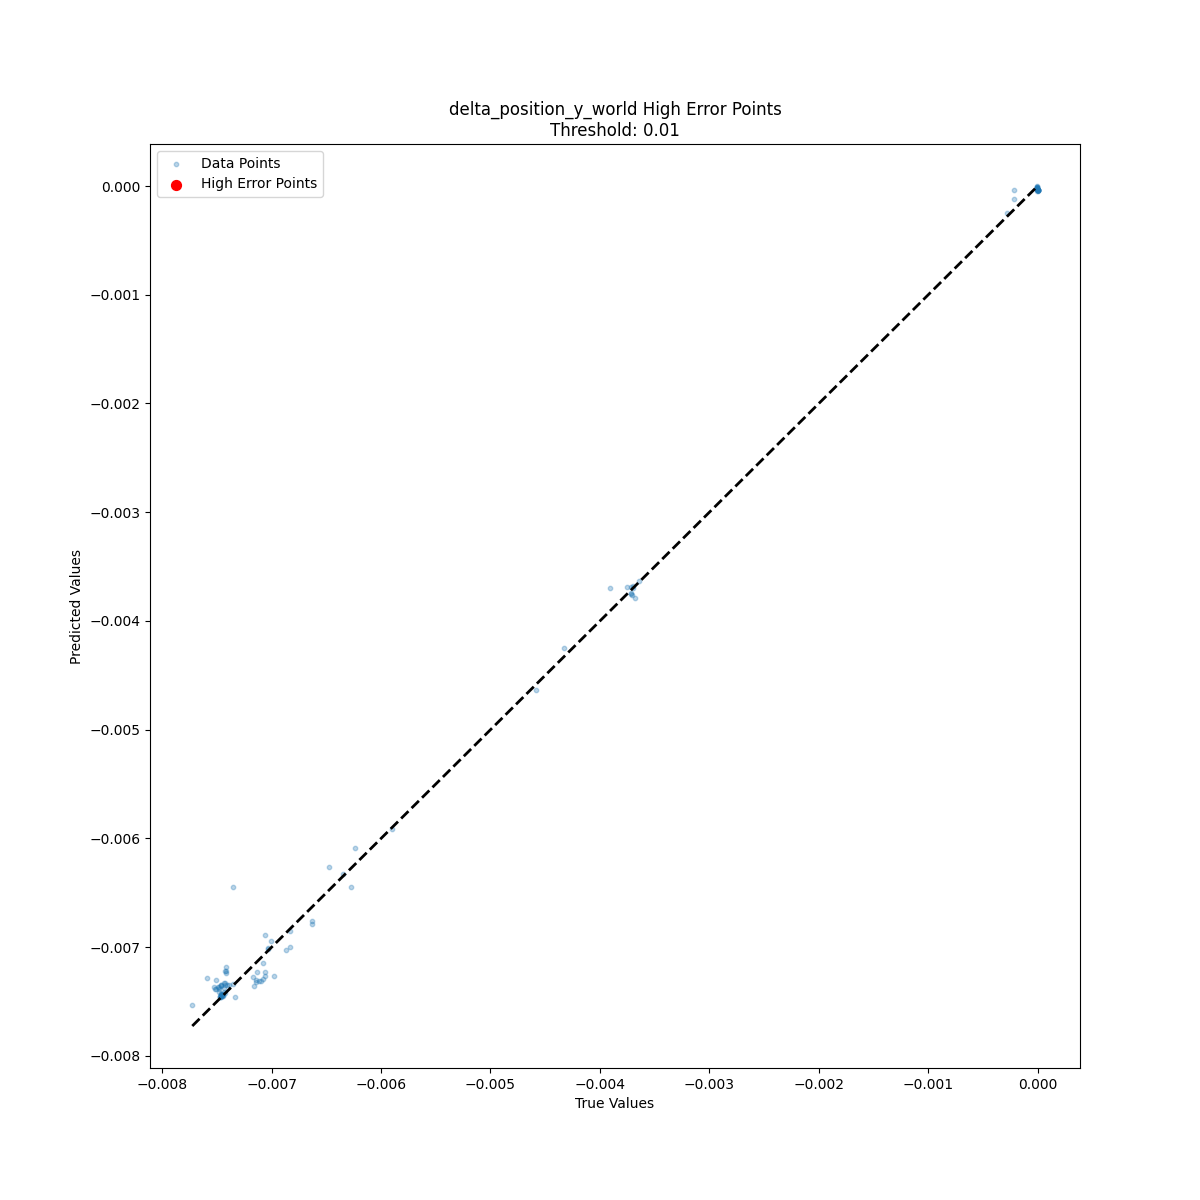 delta_position_y_world High Error Points
Threshold: 0.01
Data Points
High Error Points
0.000
−0.001
−0.002
−0.003
−0.004
−0.005
−0.006
−0.007
−0.008
Predicted Values
−0.008 −0.007 −0.006 −0.005 −0.004 −0.003 −0.002 −0.001 0.000
True Values